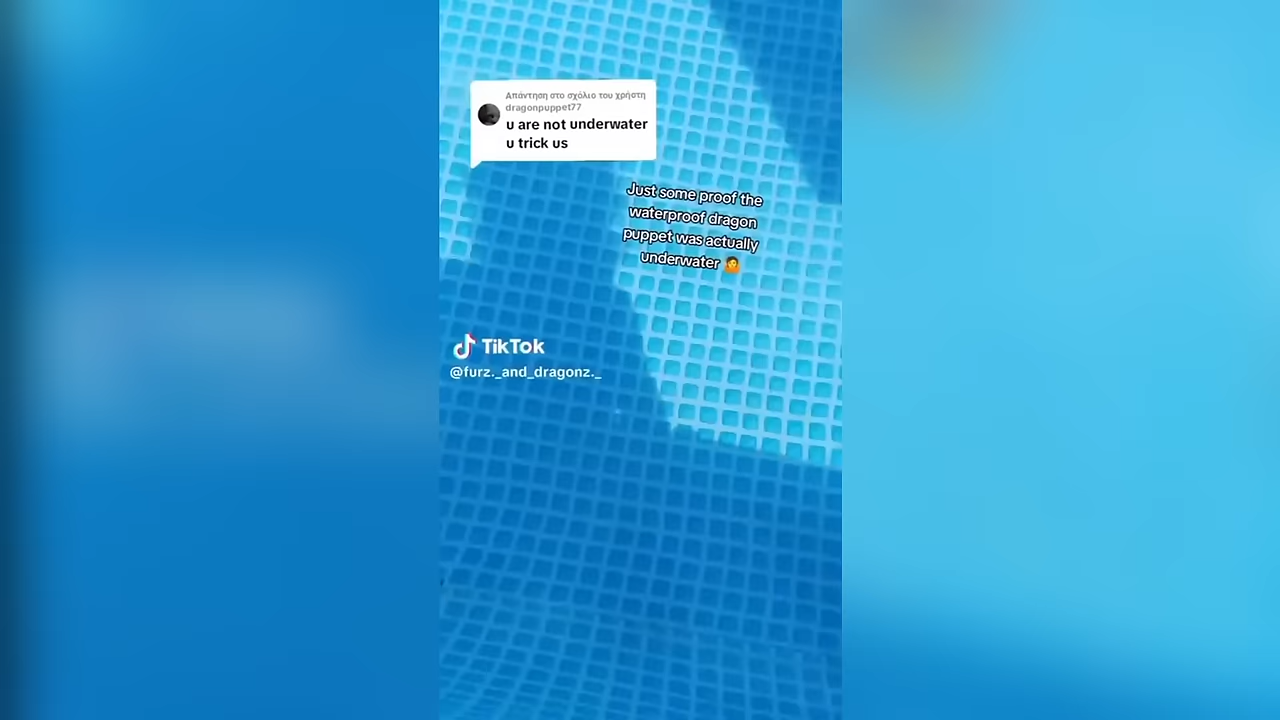 Απάντηση στο σχόλιο του χρήστη
dragonpuppet77
u are not underwater
u trick us
Just some proof the
waterproof dragon
puppet was actually
underwater 🤷
TikTok
@furz._and_dragonz._